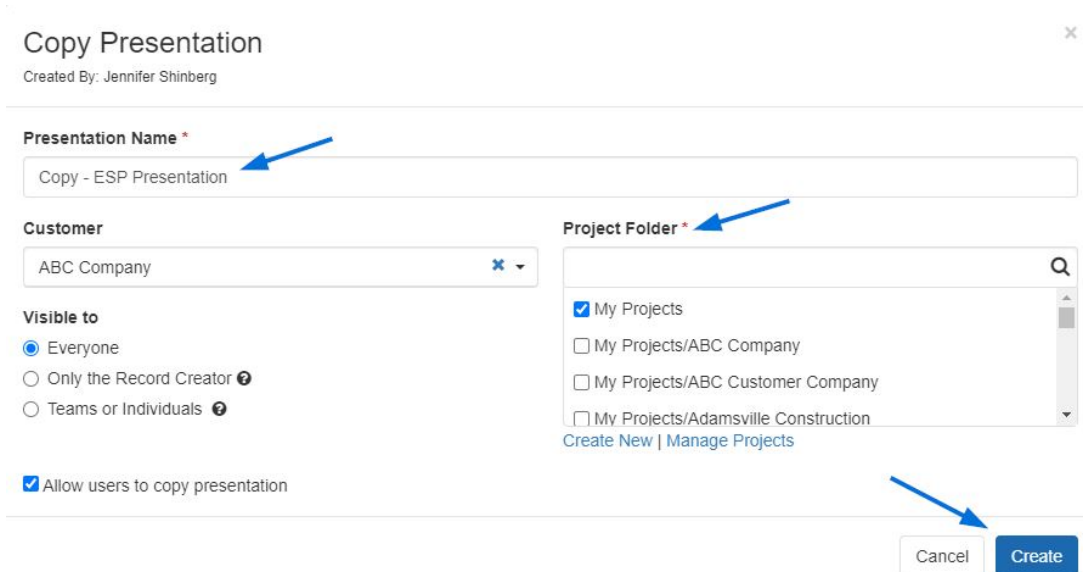 Copy Presentation
Created By: Jennifer Shinberg
Presentation Name *
Copy - ESP Presentation
Customer
ABC Company
Visible to
Everyone
Only the Record Creator
Teams or Individuals
Project Folder *
My Projects
My Projects/ABC Company
My Projects/ABC Customer Company
My Projects/Adamsville Construction
Create New | Manage Projects
Allow users to copy presentation
Cancel
Create